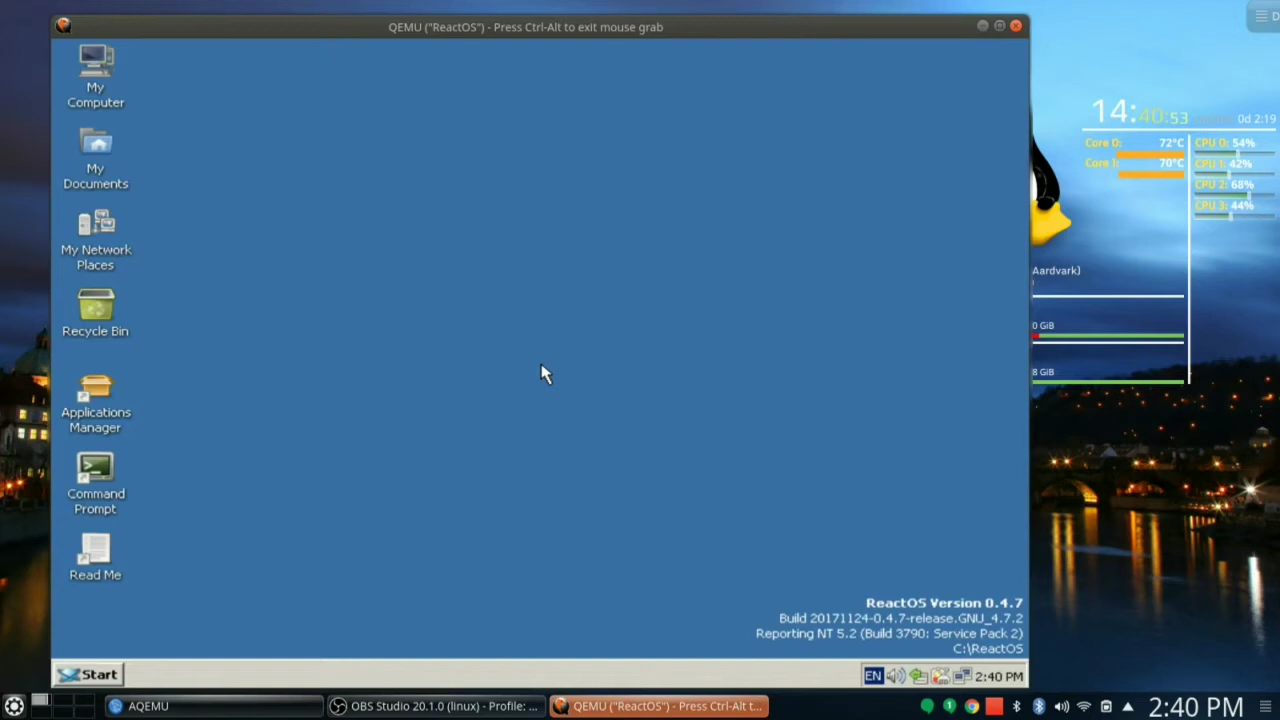 QEMU ("ReactOS") - Press Ctrl-Alt to exit mouse grab
D
My
Computer
My
Documents
My Network
Places
Recycle Bin
Applications
Manager
Command
Prompt
Read Me
ReactOS Version 0.4.7
Build 20171124-0.4.7-release.GNU_4.7.2
Reporting NT 5.2 (Build 3790: Service Pack 2)
C:\ReactOS
Start
EN
2:40 PM
14:40:53
0d 2:19
Core 0: 72°C
Core 1: 70°C
CPU 0: 54%
CPU 1: 42%
CPU 2: 68%
CPU 3: 44%
Aardvark]
0 GiB
8 GiB
AQEMU
OBS Studio 20.1.0 (linux) - Profile: ...
QEMU ("ReactOS") - Press Ctrl-Alt t...
1
2:40 PM